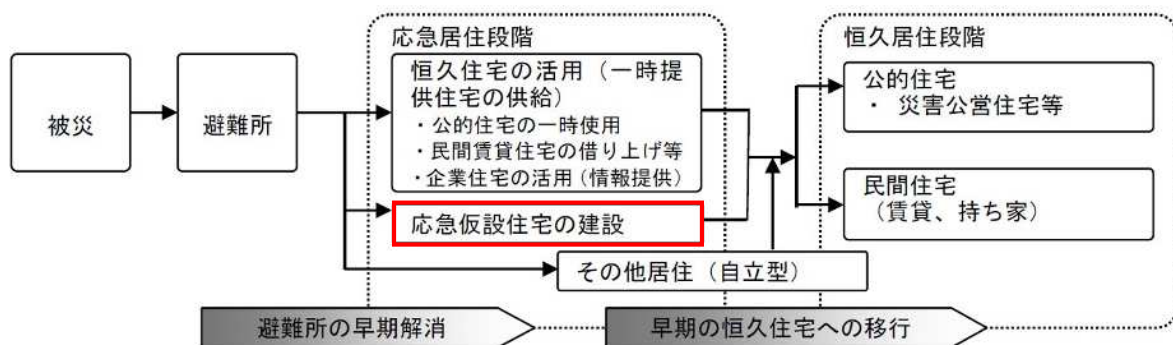 被災
避難所
応急居住段階
恒久住宅の活用（一時提
供住宅の供給）
・公的住宅の一時使用
・民間賃貸住宅の借り上げ等
・企業住宅の活用（情報提供）
応急仮設住宅の建設
その他居住（自立型）
恒久居住段階
公的住宅
・ 災害公営住宅等
民間住宅
（賃貸、持ち家）
避難所の早期解消
早期の恒久住宅への移行